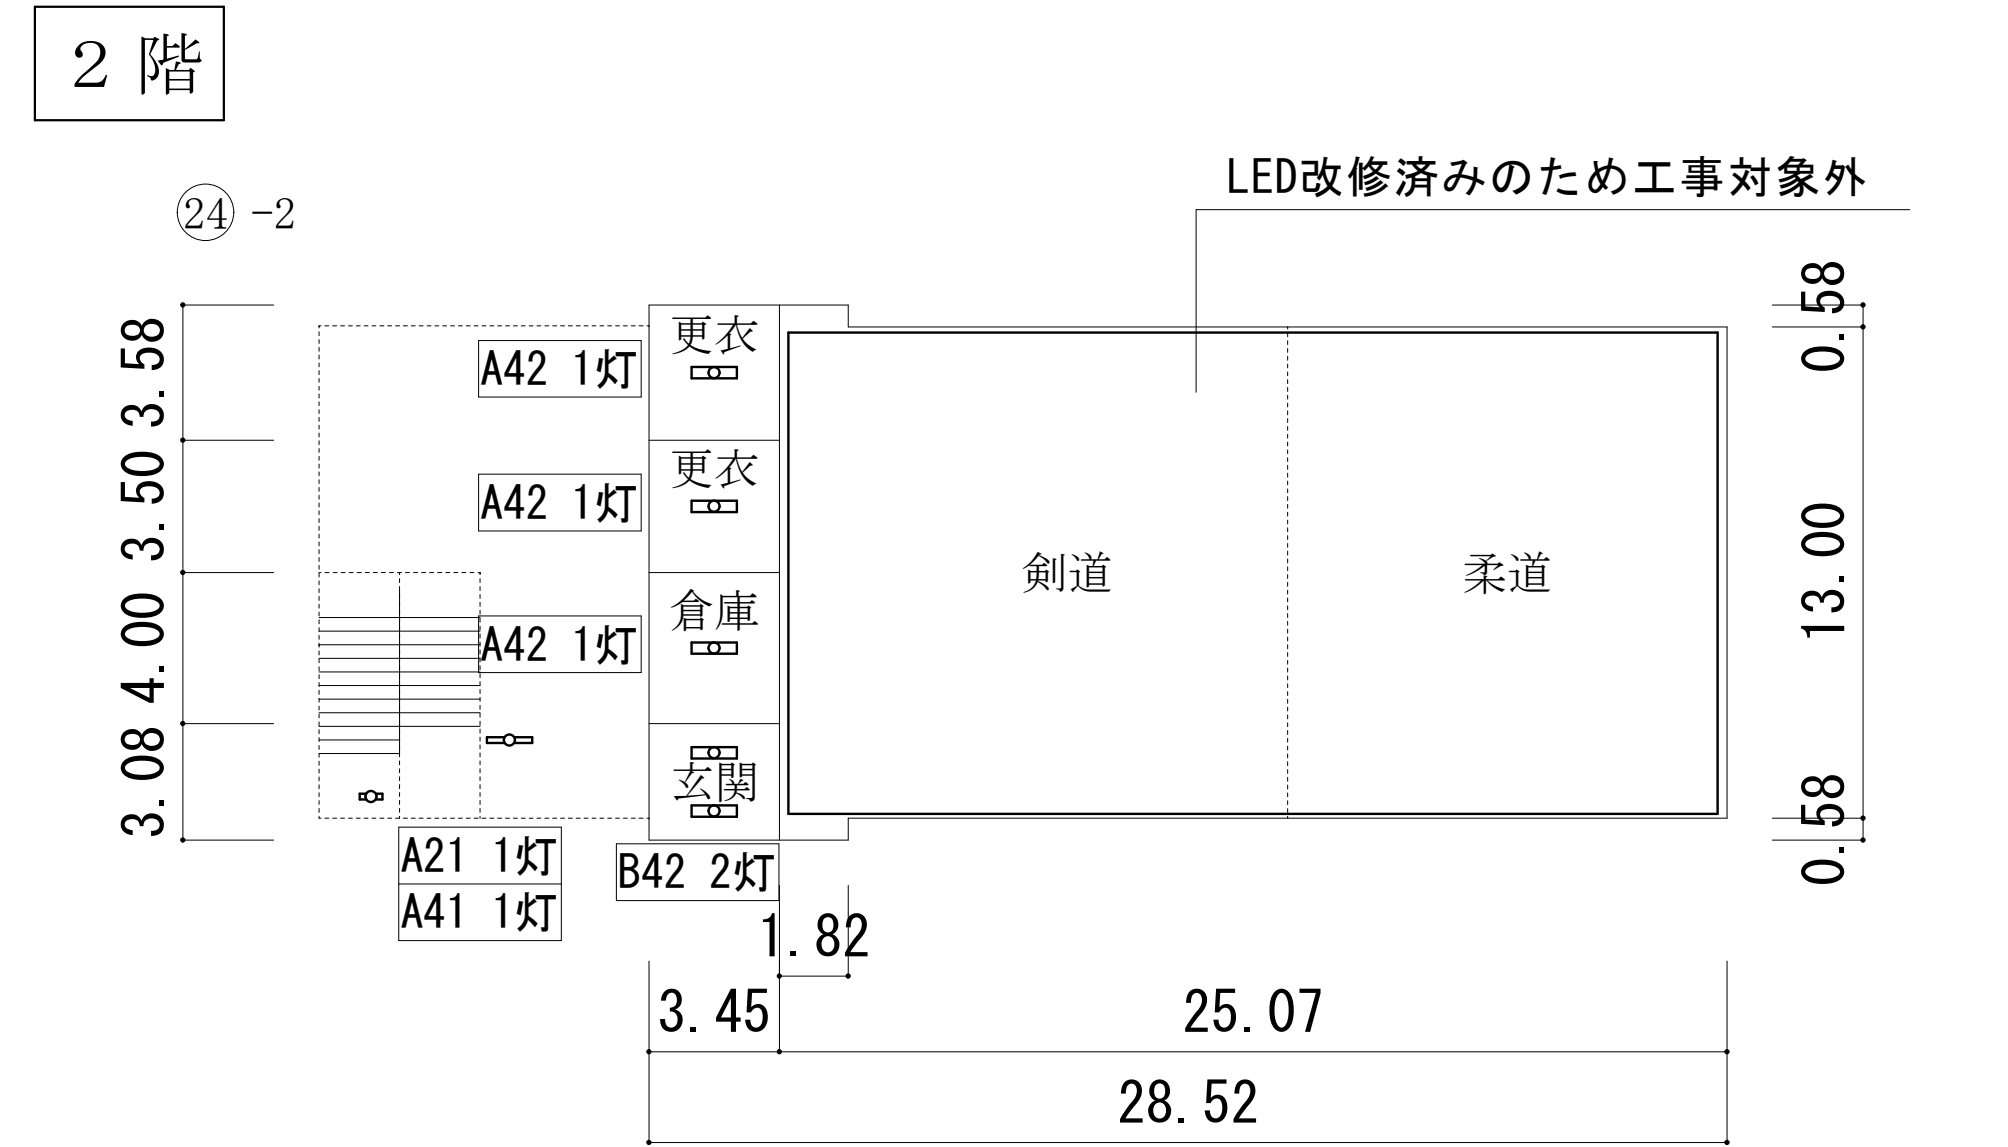 ２階
24 -2
LED改修済みのため工事対象外
3.58
3.50
4.00
3.08
更衣
A42 1灯
更衣
A42 1灯
倉庫
A42 1灯
玄関
剣道
柔道
0.58
13.00
0.58
A21 1灯
A41 1灯
B42 2灯
1.82
3.45
25.07
28.52